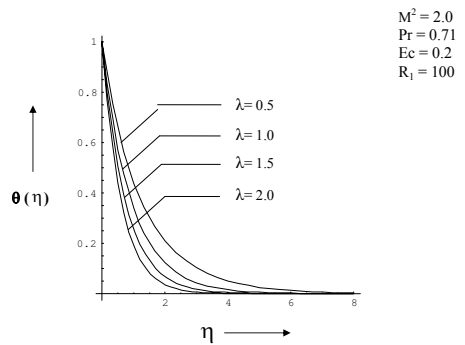 M² = 2.0
Pr = 0.71
Ec = 0.2
R₁ = 100
1
0.8
0.6
0.4
0.2
λ= 0.5
λ= 1.0
λ= 1.5
λ= 2.0
θ (η)
2
4
6
8
η